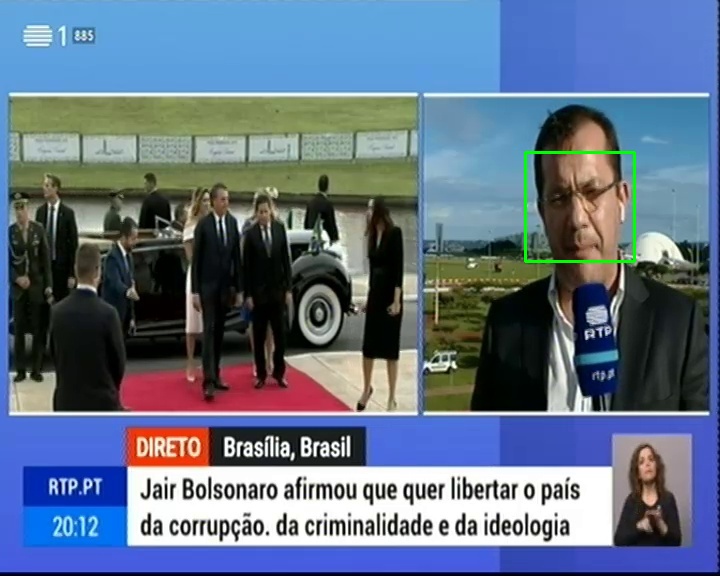 1 885
RTP
rtp.pt
DIRETO Brasília, Brasil
RTP.PT
20:12
Jair Bolsonaro afirmou que quer libertar o país
da corrupção. da criminalidade e da ideologia